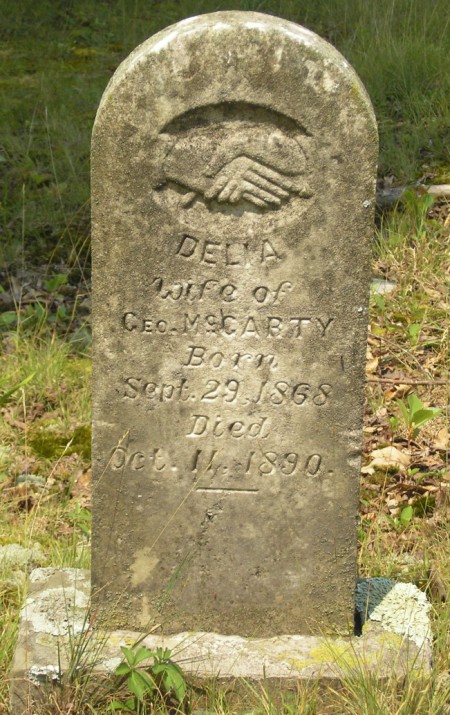 DELIA
Wife of
GEO. McCARTY
Born
Sept. 29, 1868
Died
Oct. 11, 1890.